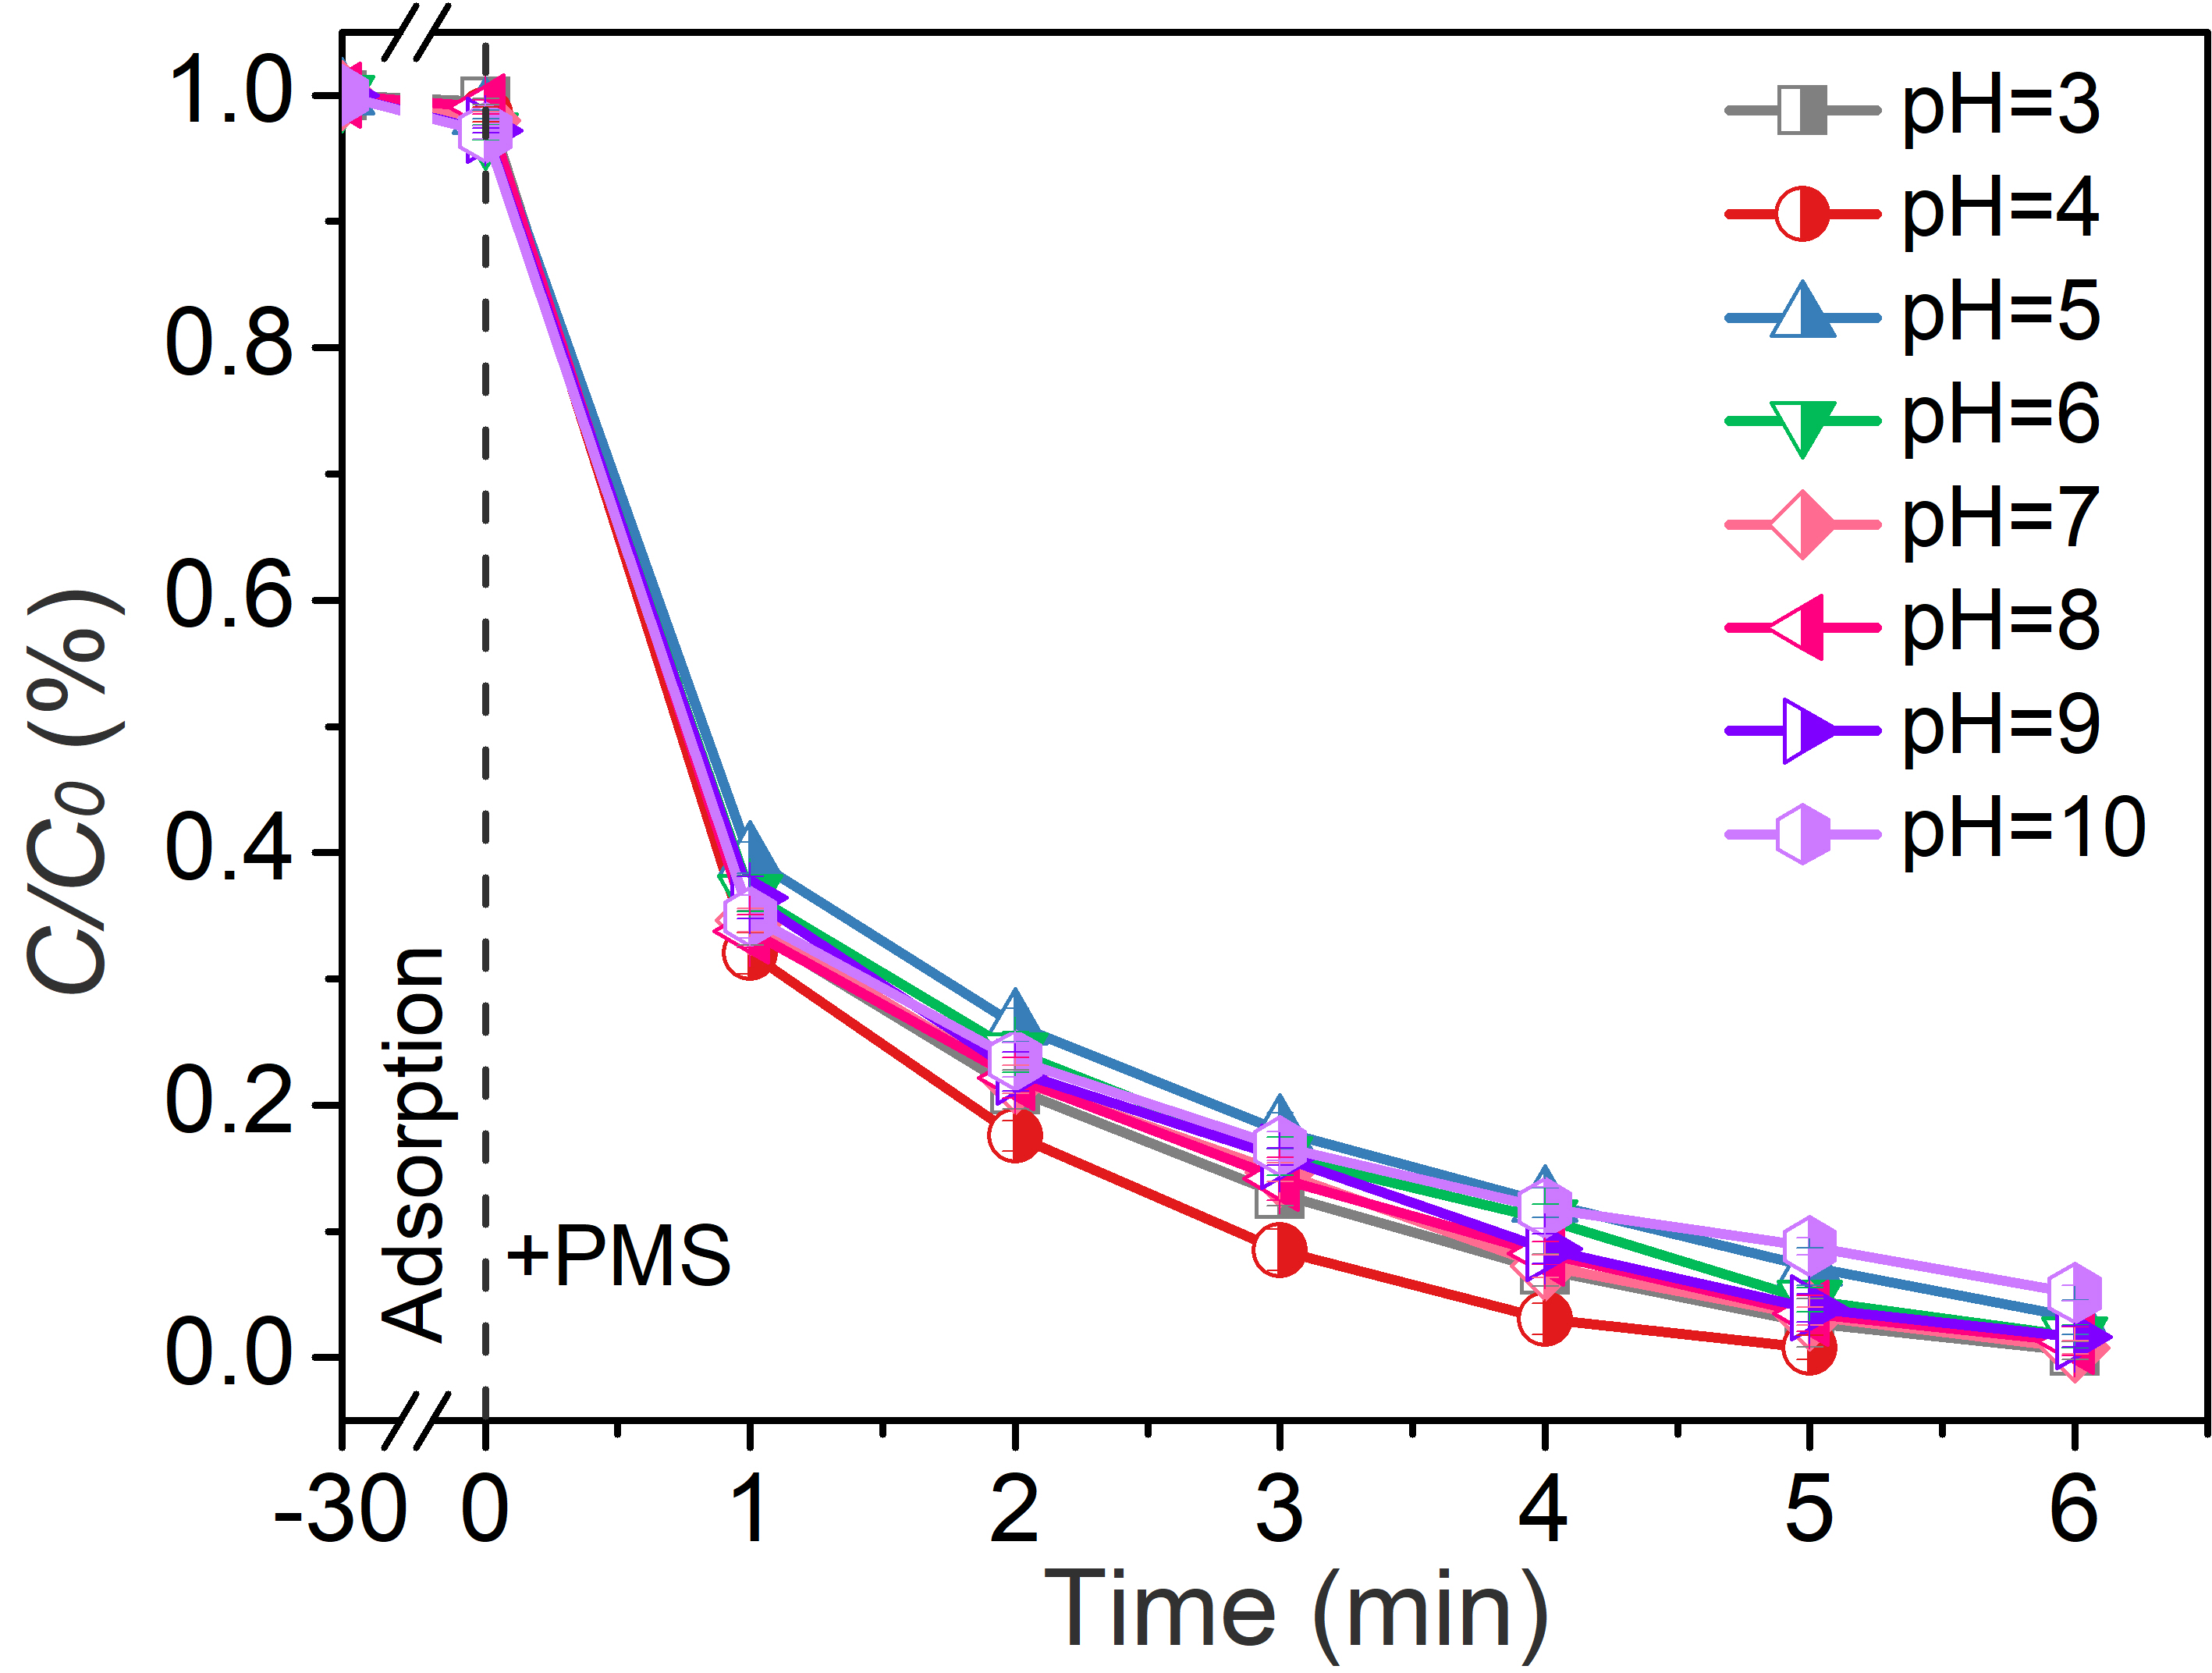 1.0
0.8
0.6
0.4
0.2
0.0
C/C0 (%)
pH=3
pH=4
pH=5
pH=6
pH=7
pH=8
pH=9
pH=10
Adsorption
+PMS
-30 0 1 2 3 4 5 6
Time (min)